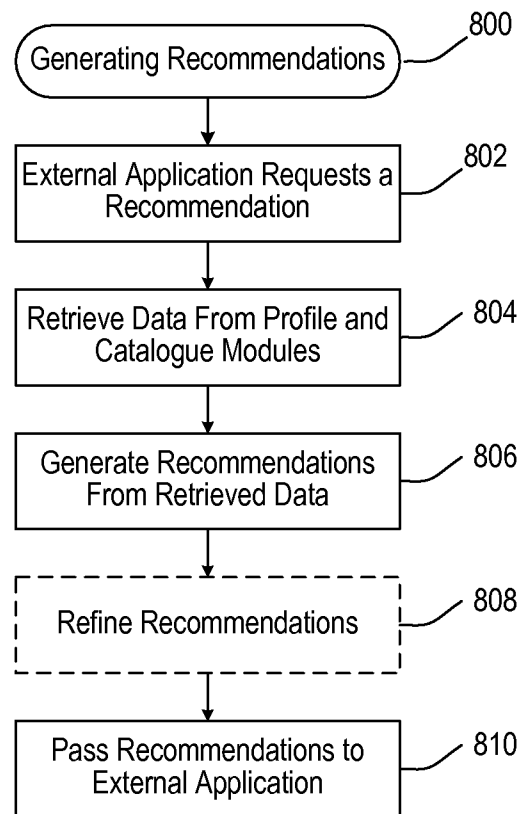 Generating Recommendations
800
External Application Requests a
Recommendation
802
Retrieve Data From Profile and
Catalogue Modules
804
Generate Recommendations
From Retrieved Data
806
Refine Recommendations
808
Pass Recommendations to
External Application
810